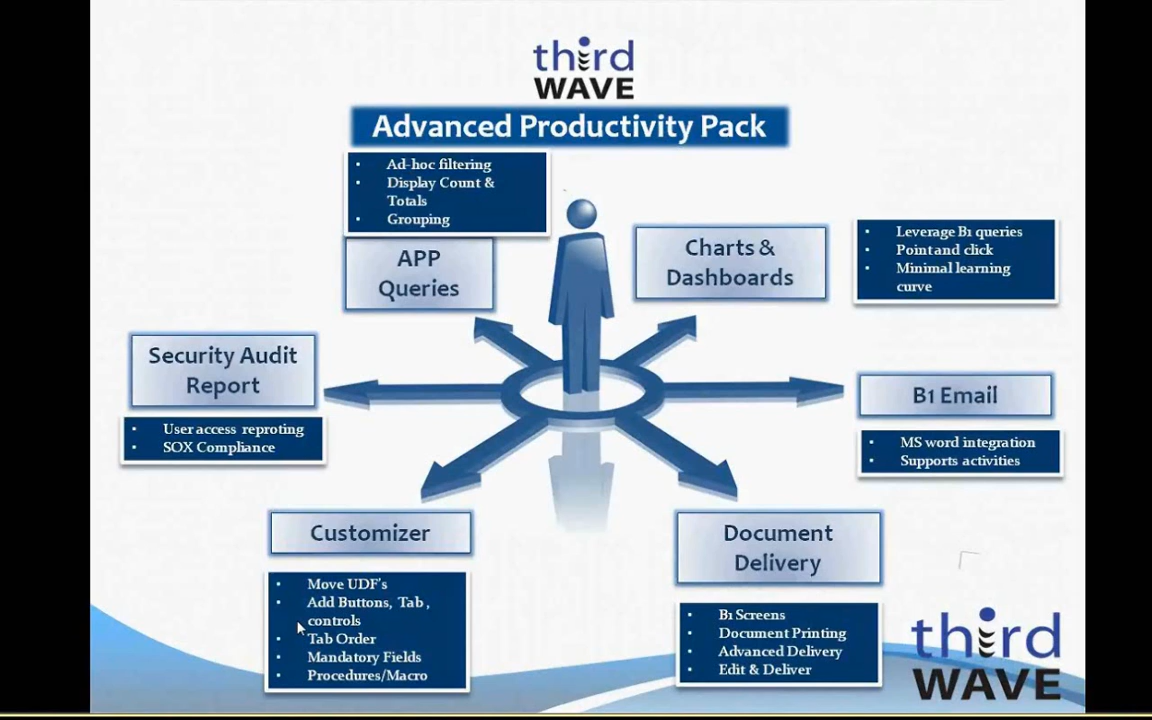 third
WAVE
Advanced Productivity Pack
• Ad-hoc filtering
• Display Count &
Totals
• Grouping
APP
Queries
Charts &
Dashboards
• Leverage B1 queries
• Point and click
• Minimal learning
curve
Security Audit
Report
• User access reproting
• SOX Compliance
B1 Email
• MS word integration
• Supports activities
Customizer
• Move UDF's
• Add Buttons, Tab ,
controls
• Tab Order
• Mandatory Fields
• Procedures/Macro
Document
Delivery
• B1 Screens
• Document Printing
• Advanced Delivery
• Edit & Deliver
third
WAVE